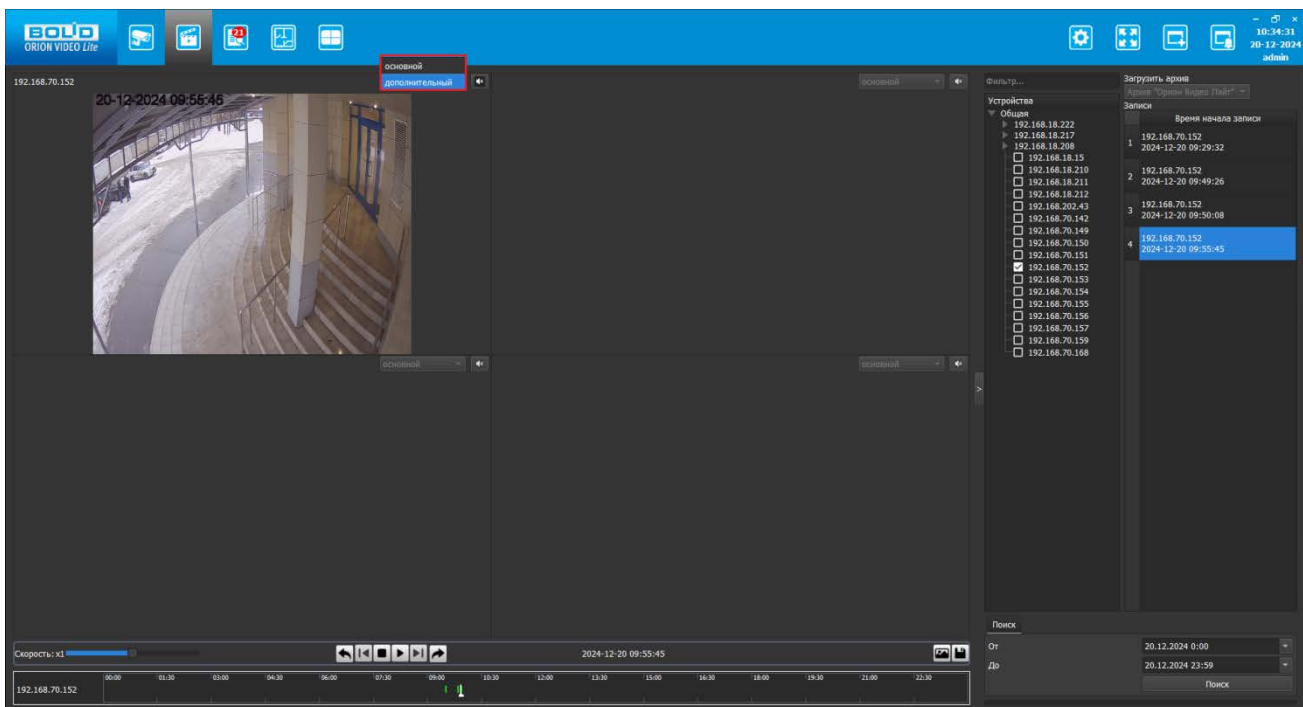 BOLID
ORION VIDEO Lite
21
10:34:31
20-12-2024
admin
основной
дополнительный
192.168.70.152
20-12-2024 09:55:45
основной
основной
основной
Фильтр...
Устройства
Общая
192.168.18.222
192.168.18.217
192.168.18.208
192.168.18.15
192.168.18.210
192.168.18.211
192.168.18.212
192.168.202.43
192.168.70.142
192.168.70.149
192.168.70.150
192.168.70.151
192.168.70.152
192.168.70.153
192.168.70.154
192.168.70.155
192.168.70.156
192.168.70.157
192.168.70.159
192.168.70.168
Загрузить архив
Архив "Орион Видео Лайт"
Записи
Время начала записи
1 192.168.70.152
2024-12-20 09:29:32
2 192.168.70.152
2024-12-20 09:49:26
3 192.168.70.152
2024-12-20 09:50:08
4 192.168.70.152
2024-12-20 09:55:45
Поиск
От 20.12.2024 0:00
До 20.12.2024 23:59
Поиск
Скорость: x1
2024-12-20 09:55:45
00:00 01:30 03:00 04:30 06:00 07:30 09:00 10:30 12:00 13:30 15:00 16:30 18:00 19:30 21:00 22:30
192.168.70.152